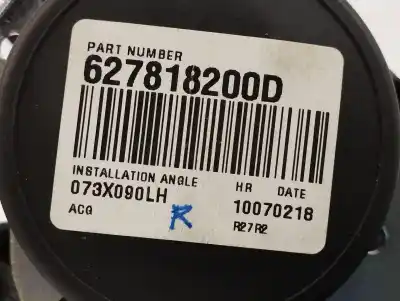 PART NUMBER
627818200D
INSTALLATION ANGLE HR DATE
073X090LH 10070218
ACG R R27R2